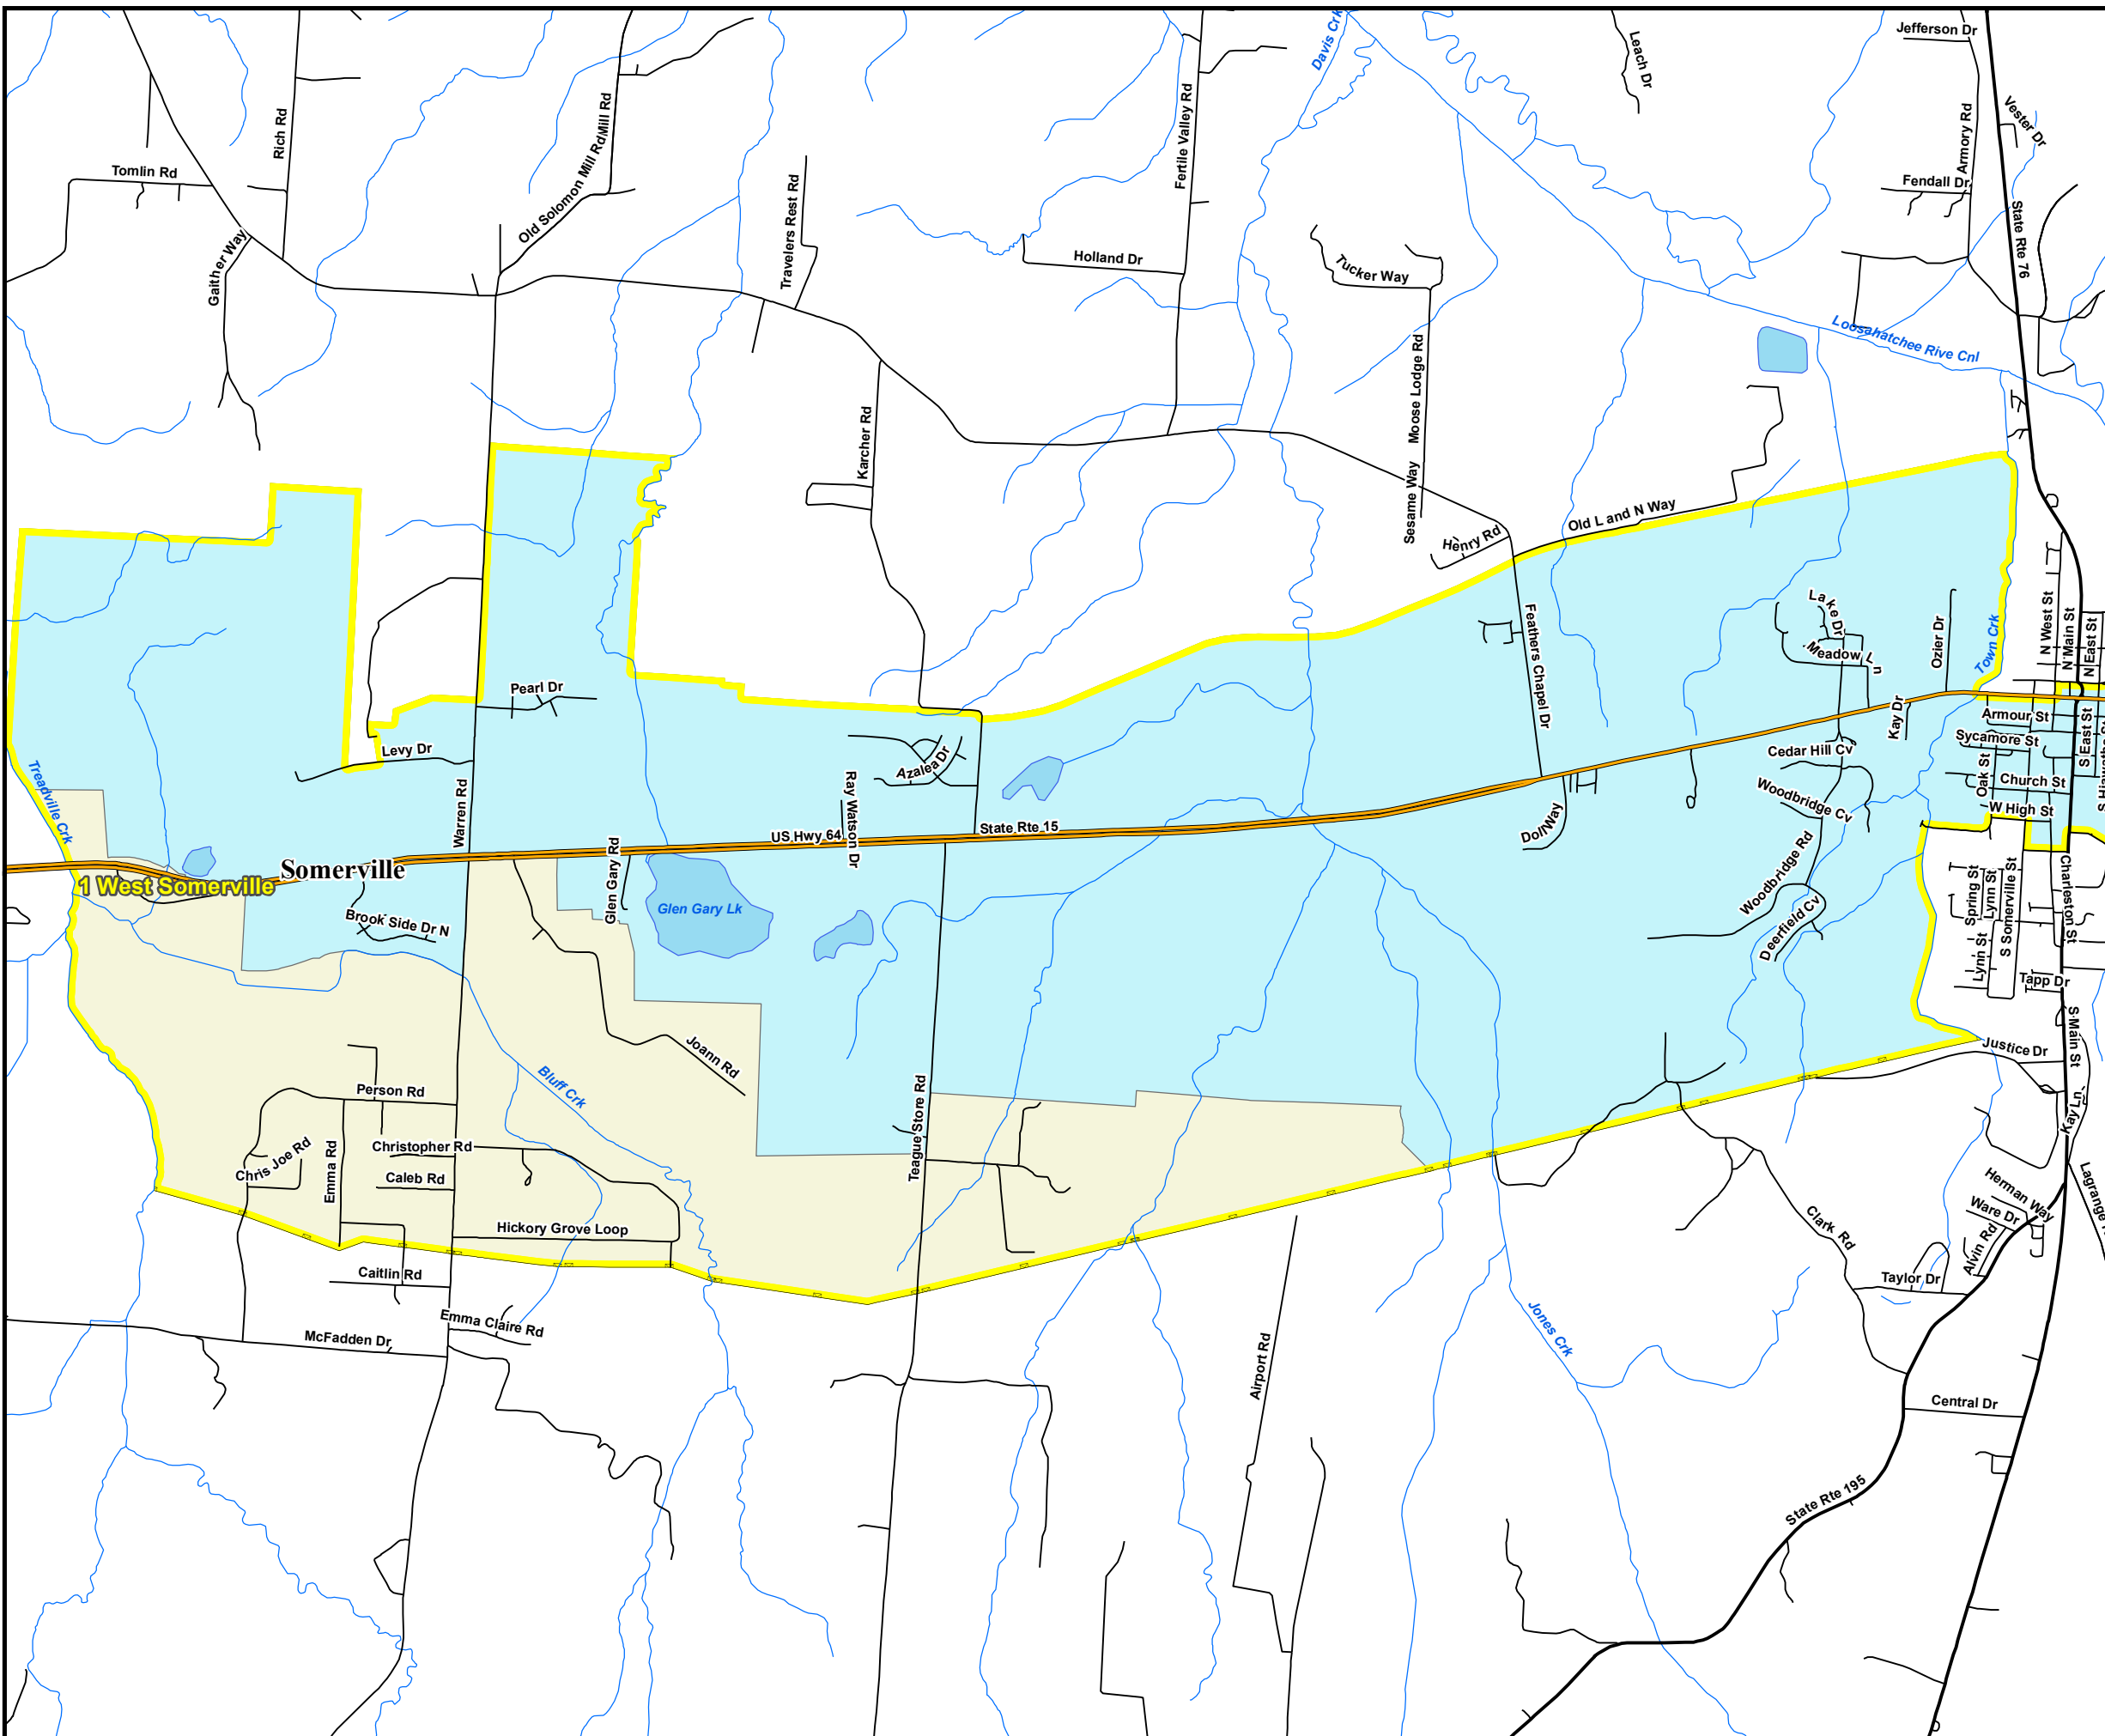 Jefferson Dr
Leach Dr
Davis Crk
Vester Dr
Armory Rd
Fertile Valley Rd
Rich Rd
Old Solomon Mill Rd
Mill Rd
Tomlin Rd
Fendall Dr
Travelers Rest Rd
State Rte 76
Gaither Way
Holland Dr
Tucker Way
Loosahatchee Rive Cnl
Moose Lodge Rd
Karcher Rd
Sesame Way
Old L and N Way
Henry Rd
Lake Dr
Feathers Chapel Dr
N West St
N Main St
N East St
Ozier Dr
Town Crk
Meadow Ln
Pearl Dr
Kay Dr
Armour St
Levy Dr
Azalea Dr
Cedar Hill Cv
Sycamore St
S East St
Oak St
Treadville Crk
Warren Rd
Ray Watson Dr
Woodbridge Cv
Church St
W High St
US Hwy 64
State Rte 15
Dol Way
Somerville
1 West Somerville
Glen Gary Rd
Glen Gary Lk
Brook Side Dr N
Woodbridge Rd
Deerfield Cv
Spring St
Lynn St
S Somerville St
Charleston St
Lynn St
Tapp Dr
Joann Rd
S Main St
Justice Dr
Bluff Crk
Person Rd
Teague Store Rd
Kay Ln
Christopher Rd
Chris Joe Rd
Emma Rd
Caleb Rd
Herman Way
Lagrange
Ware Dr
Hickory Grove Loop
Clark Rd
Alvin Rd
Caitlin Rd
Taylor Dr
Emma Claire Rd
McFadden Dr
Jones Crk
Airport Rd
Central Dr
State Rte 195